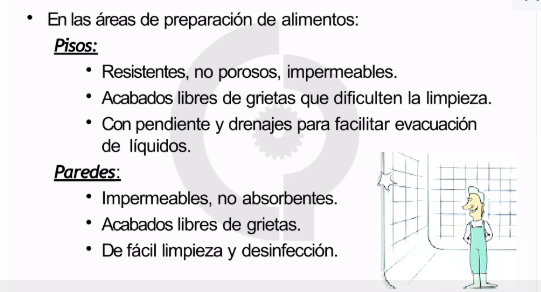 • En las áreas de preparación de alimentos:
Pisos:
• Resistentes, no porosos, impermeables.
• Acabados libres de grietas que dificulten la limpieza.
• Con pendiente y drenajes para facilitar evacuación
de líquidos.
Paredes:
• Impermeables, no absorbentes.
• Acabados libres de grietas.
• De fácil limpieza y desinfección.